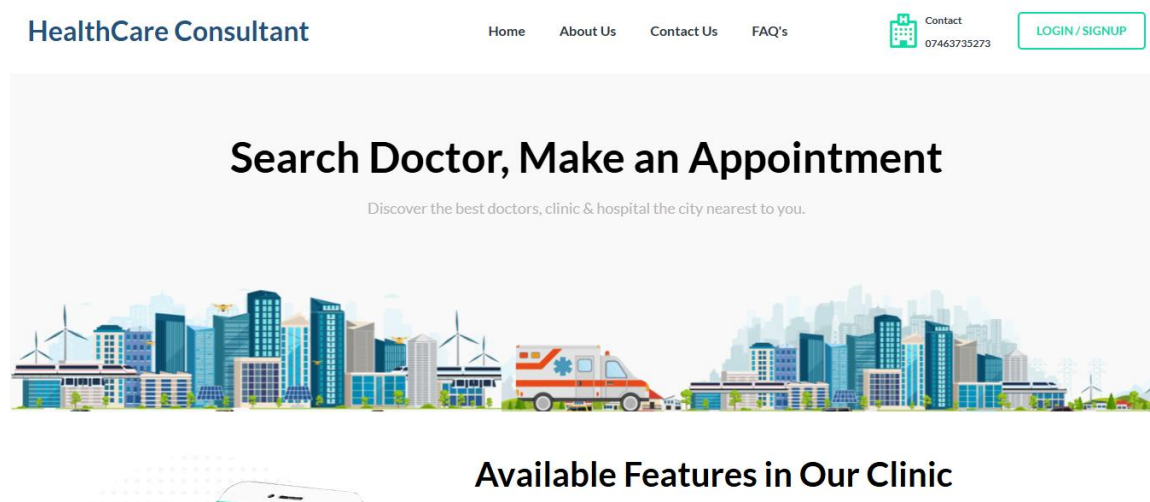 HealthCare Consultant
Home About Us Contact Us FAQ's
Contact
07463735273
LOGIN / SIGNUP
Search Doctor, Make an Appointment
Discover the best doctors, clinic & hospital the city nearest to you.
Available Features in Our Clinic